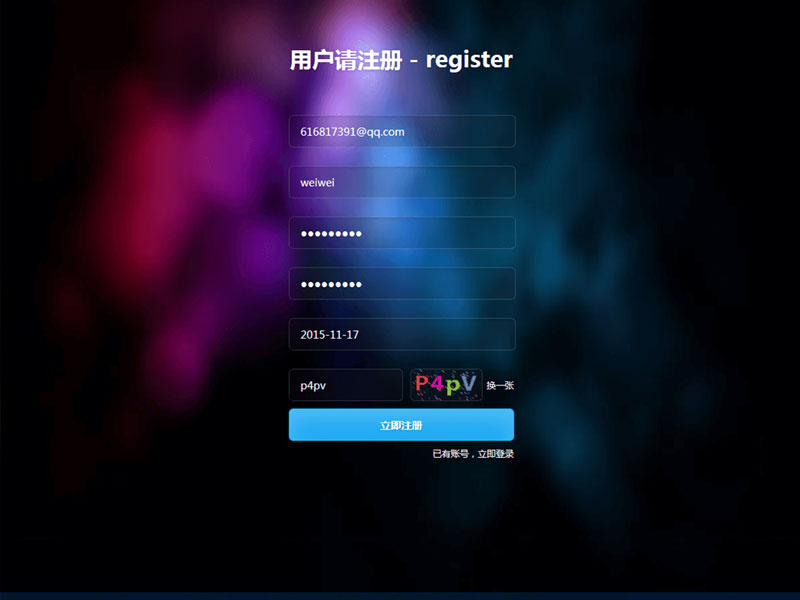 用户请注册 - register
616817391@qq.com
weiwei
●●●●●●●●●
●●●●●●●●●
2015-11-17
p4pv P4pV 换一张
立即注册
已有账号，立即登录